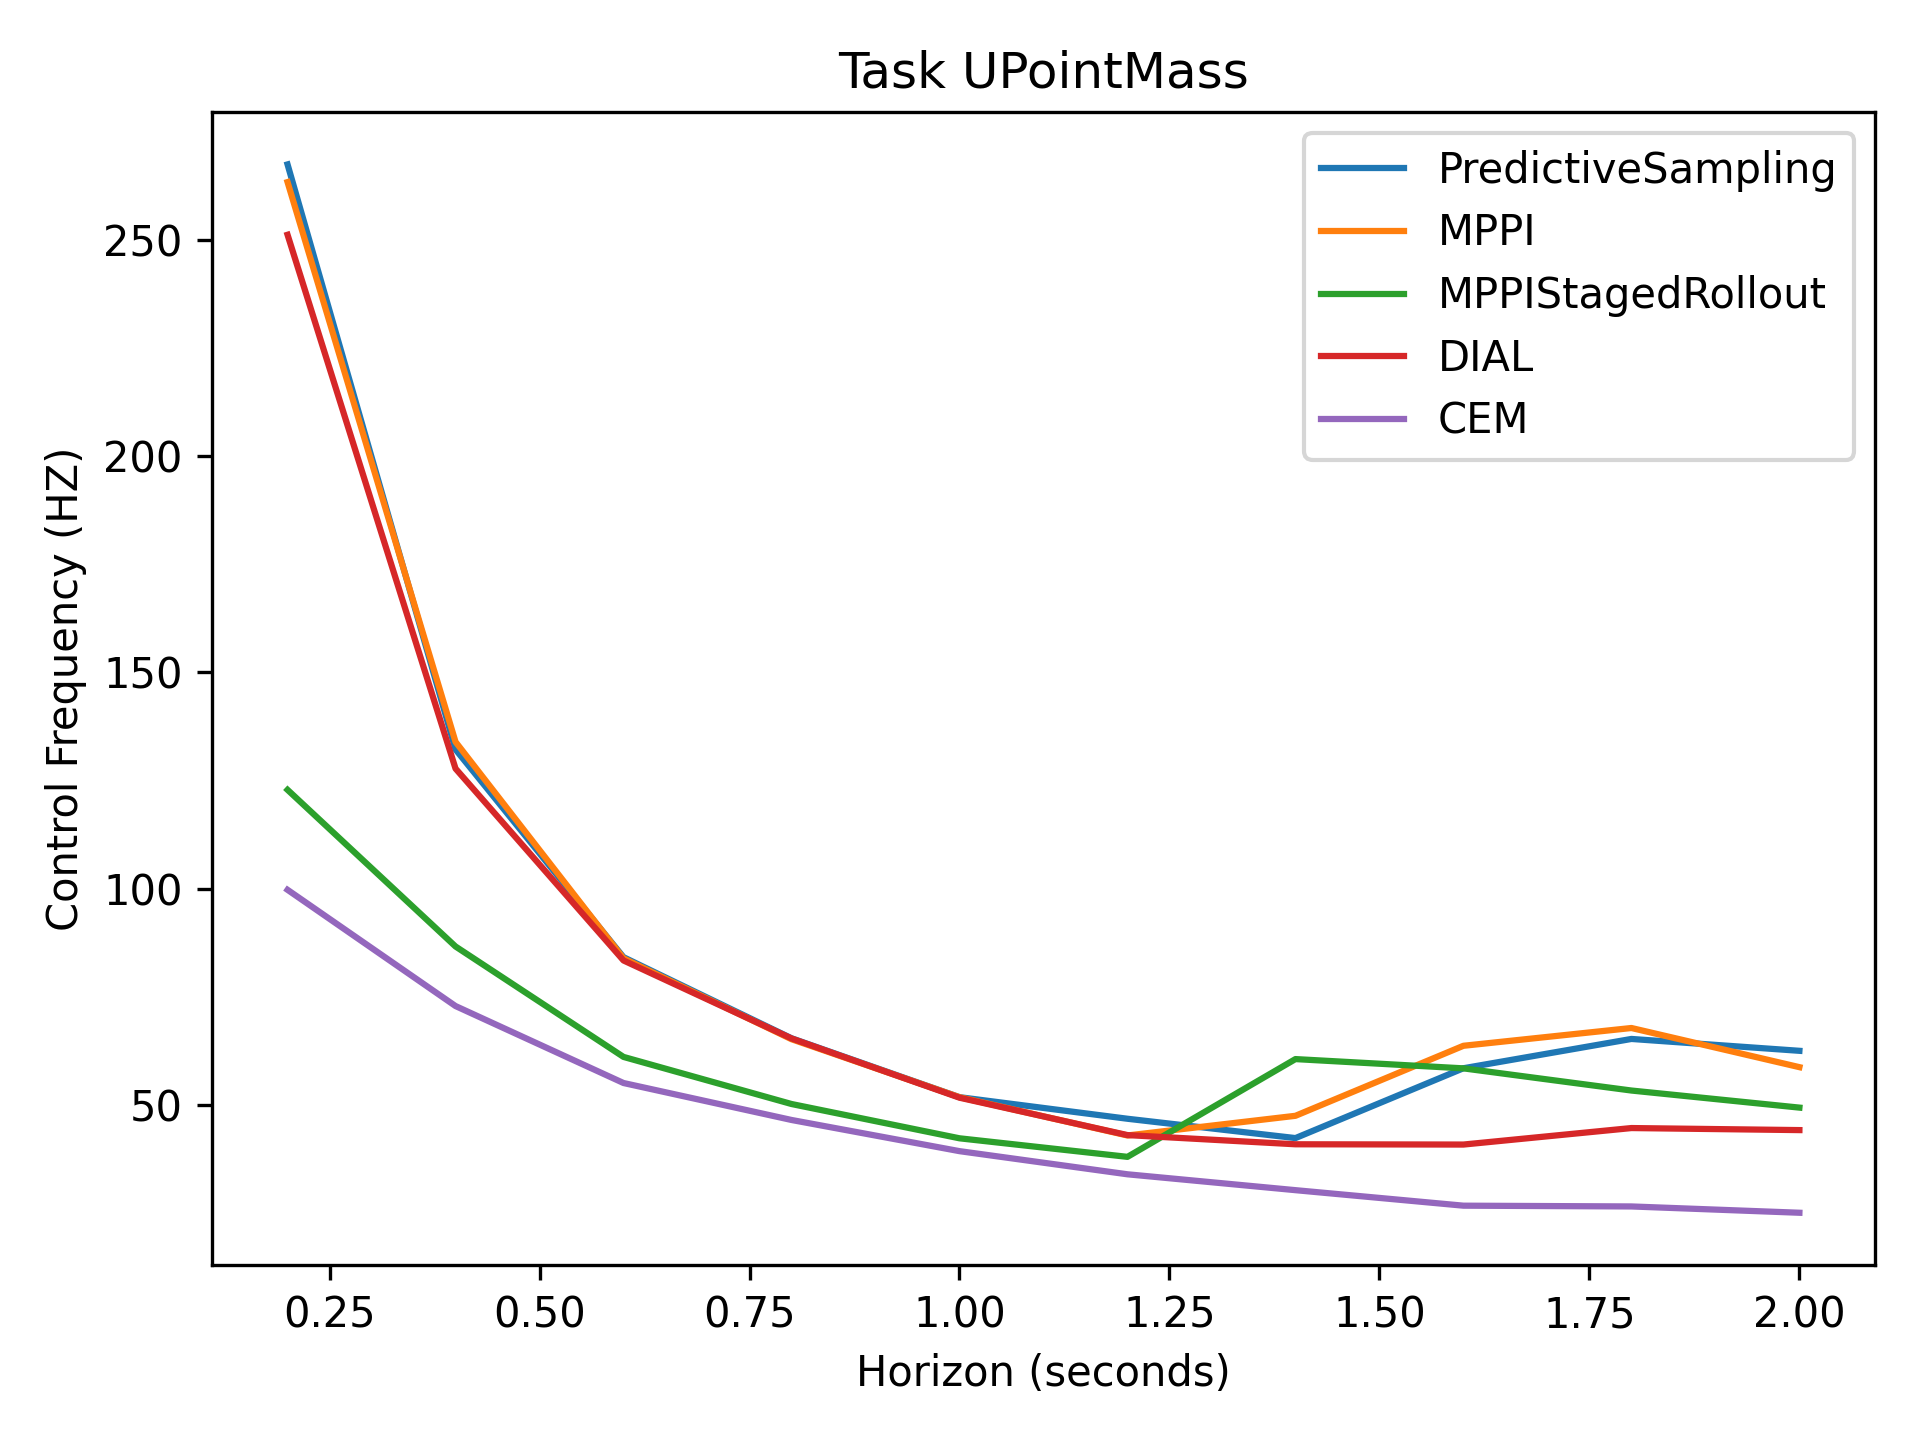 Task UPointMass
PredictiveSampling
MPPI
MPPIStagedRollout
DIAL
CEM
Control Frequency (HZ)
250
200
150
100
50
0.25 0.50 0.75 1.00 1.25 1.50 1.75 2.00
Horizon (seconds)